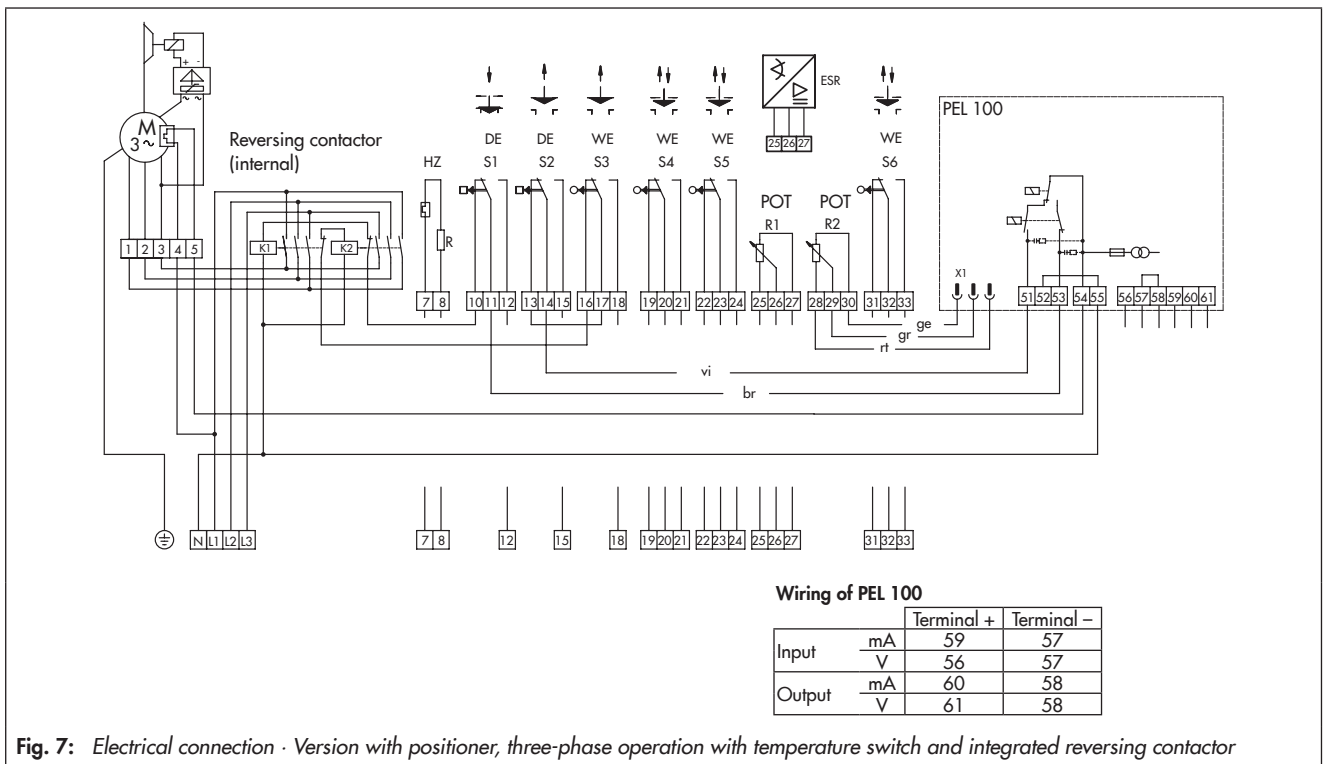 + -
~ ~
M
3 ~
Reversing contactor
(internal)
ESR
25 26 27
PEL 100
DE DE WE WE WE WE
HZ S1 S2 S3 S4 S5 S6
POT POT
R1 R2
R
K1 K2
X1
1 2 3 4 5
7 8 10 11 12 13 14 15 16 17 18 19 20 21 22 23 24 25 26 27 28 29 30 31 32 33 51 52 53 54 55 56 57 58 59 60 61
ge
gr
rt
vi
br
N L1 L2 L3 7 8 12 15 18 19 20 21 22 23 24 25 26 27 31 32 33
Wiring of PEL 100
Terminal + Terminal –
Input mA 59 57
V 56 57
Output mA 60 58
V 61 58
Fig. 7: Electrical connection · Version with positioner, three-phase operation with temperature switch and integrated reversing contactor